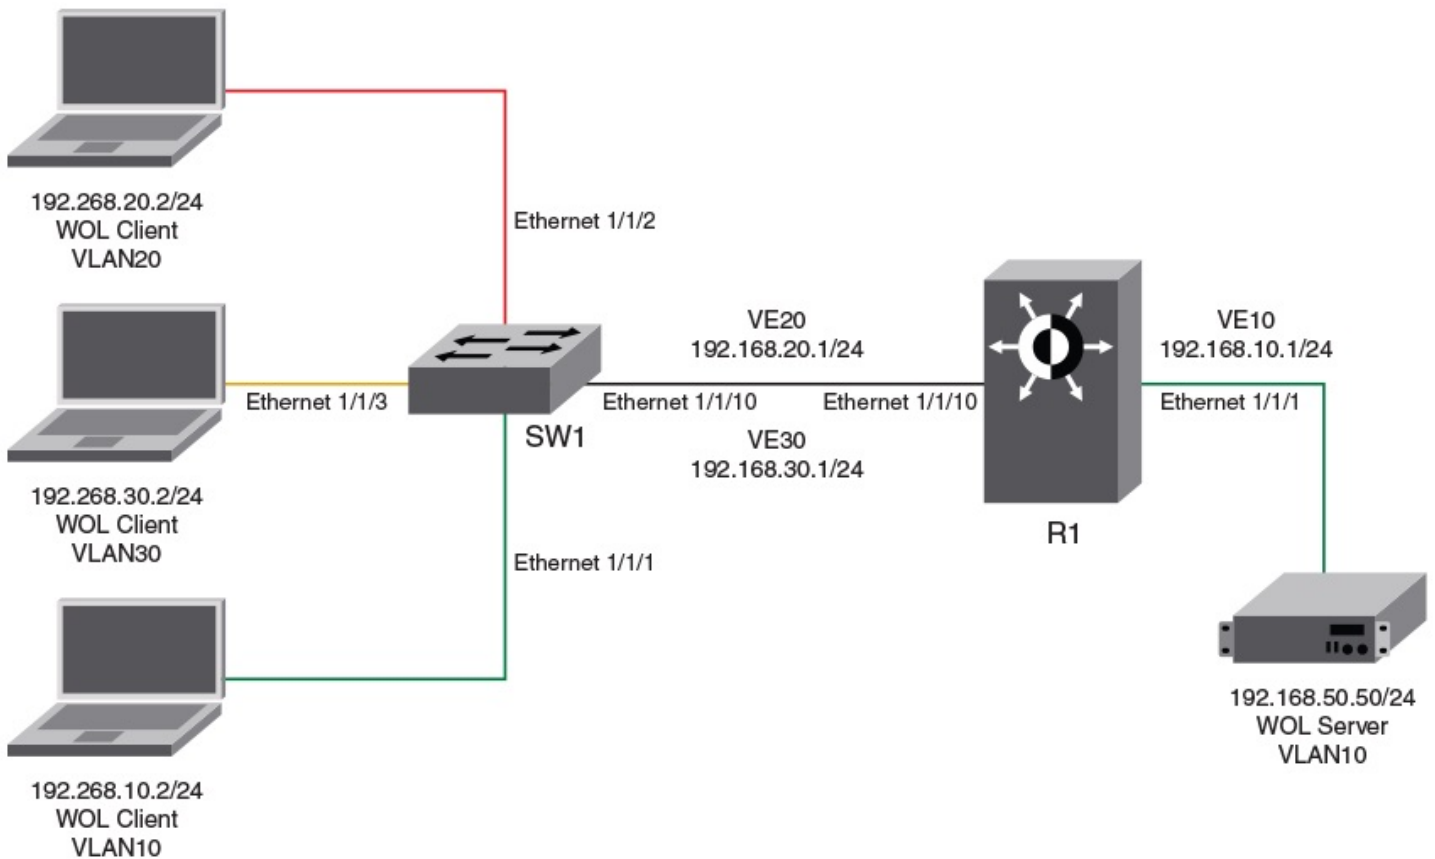 192.268.20.2/24
WOL Client
VLAN20
Ethernet 1/1/2
192.268.30.2/24
WOL Client
VLAN30
Ethernet 1/1/3
SW1
192.268.10.2/24
WOL Client
VLAN10
Ethernet 1/1/1
VE20
192.168.20.1/24
Ethernet 1/1/10
Ethernet 1/1/10
VE30
192.168.30.1/24
R1
VE10
192.168.10.1/24
Ethernet 1/1/1
192.168.50.50/24
WOL Server
VLAN10